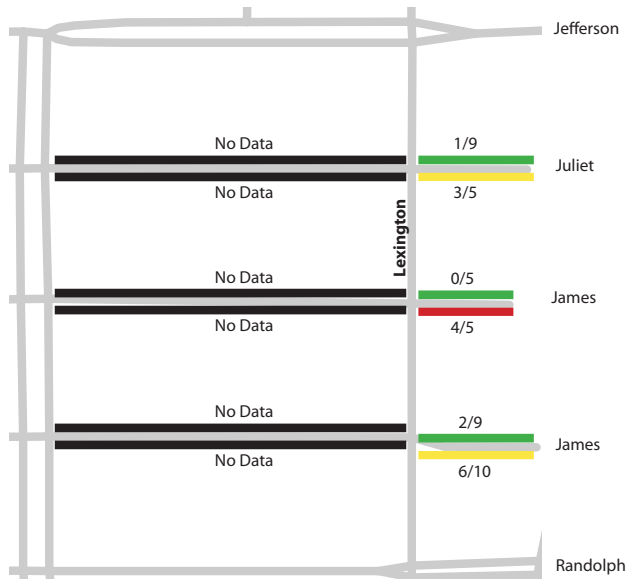 Jefferson
No Data
1/9
Juliet
No Data
3/5
Lexington
No Data
0/5
James
No Data
4/5
No Data
2/9
James
No Data
6/10
Randolph